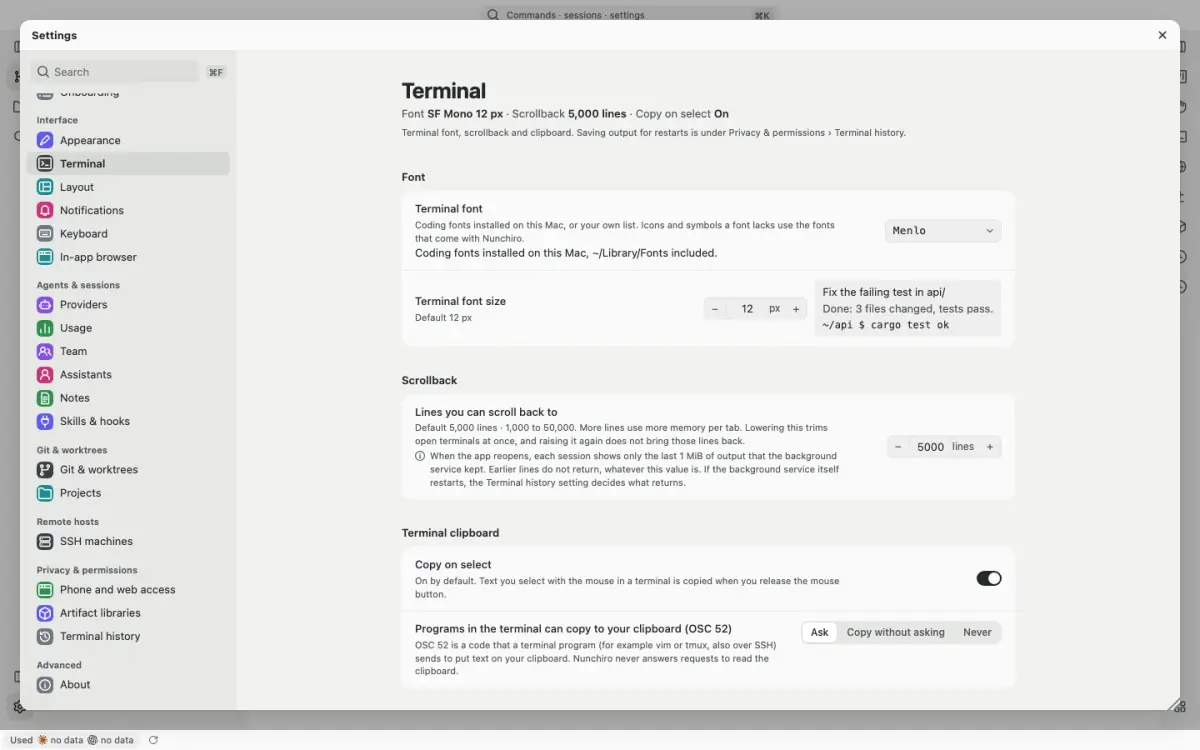 Commands · sessions · settings ⌘K
Settings
Search ⌘F
Onboarding
Interface
Appearance
Terminal
Layout
Notifications
Keyboard
In-app browser
Agents & sessions
Providers
Usage
Team
Assistants
Notes
Skills & hooks
Git & worktrees
Git & worktrees
Projects
Remote hosts
SSH machines
Privacy & permissions
Phone and web access
Artifact libraries
Terminal history
Advanced
About
Terminal
Font SF Mono 12 px · Scrollback 5,000 lines · Copy on select On
Terminal font, scrollback and clipboard. Saving output for restarts is under Privacy & permissions › Terminal history.
Font
Terminal font
Coding fonts installed on this Mac, or your own list. Icons and symbols a font lacks use the fonts
that come with Nunchiro.
Coding fonts installed on this Mac, ~/Library/Fonts included.
Menlo
Terminal font size
Default 12 px
− 12 px +
Fix the failing test in api/
Done: 3 files changed, tests pass.
~/api $ cargo test ok
Scrollback
Lines you can scroll back to
Default 5,000 lines · 1,000 to 50,000. More lines use more memory per tab. Lowering this trims
open terminals at once, and raising it again does not bring those lines back.
When the app reopens, each session shows only the last 1 MiB of output that the background
service kept. Earlier lines do not return, whatever this value is. If the background service itself
restarts, the Terminal history setting decides what returns.
− 5000 lines +
Terminal clipboard
Copy on select
On by default. Text you select with the mouse in a terminal is copied when you release the mouse
button.
Programs in the terminal can copy to your clipboard (OSC 52)
OSC 52 is a code that a terminal program (for example vim or tmux, also over SSH)
sends to put text on your clipboard. Nunchiro never answers requests to read the
clipboard.
Ask Copy without asking Never
Used no data no data